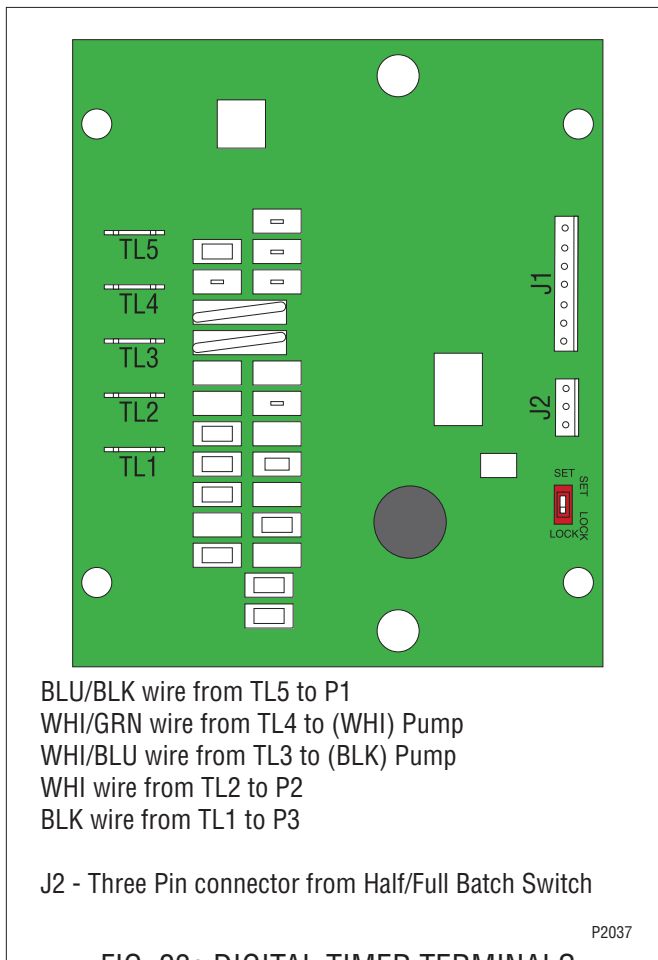 TL5
TL4
TL3
TL2
TL1
J1
J2
SET
SET LOCK
LOCK
BLU/BLK wire from TL5 to P1
WHI/GRN wire from TL4 to (WHI) Pump
WHI/BLU wire from TL3 to (BLK) Pump
WHI wire from TL2 to P2
BLK wire from TL1 to P3
J2 - Three Pin connector from Half/Full Batch Switch
P2037
FIG. DIGITAL TIMER TERMINALS